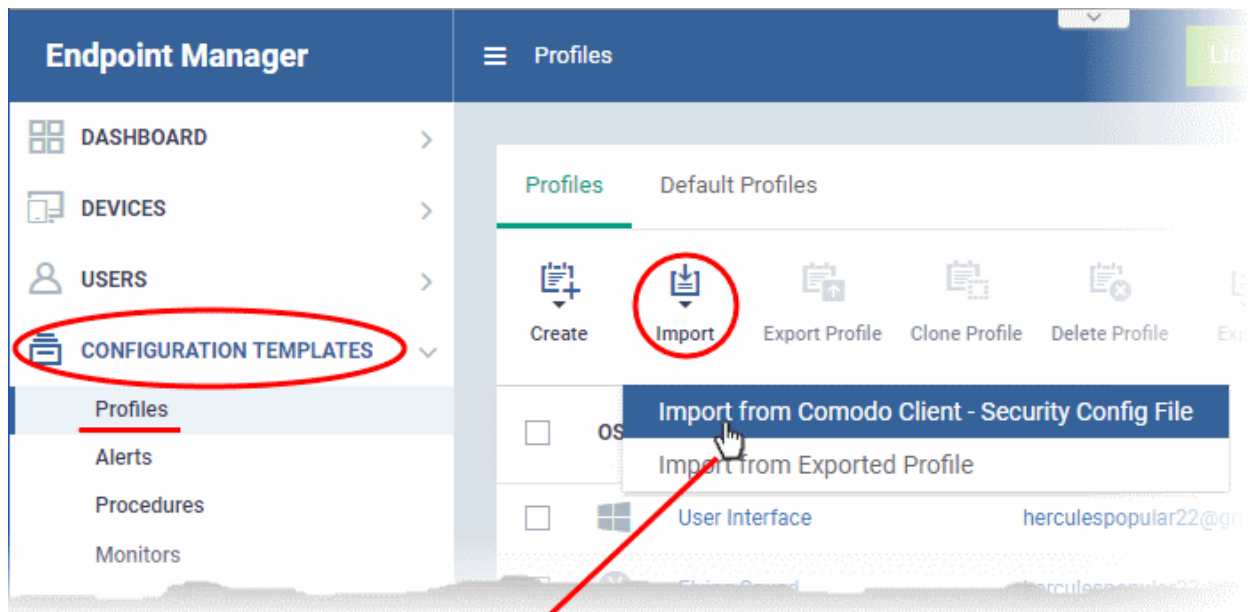 Endpoint Manager
Profiles
DASHBOARD
DEVICES
USERS
CONFIGURATION TEMPLATES
Profiles
Alerts
Procedures
Monitors
Profiles Default Profiles
Create Import Export Profile Clone Profile Delete Profile
OS
Import from Comodo Client - Security Config File
Import from Exported Profile
User Interface